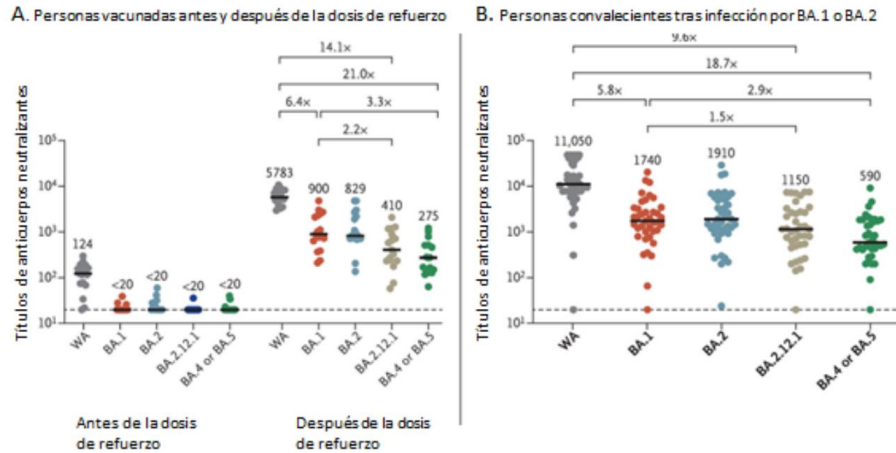 A. Personas vacunadas antes y después de la dosis de refuerzo
Títulos de anticuerpos neutralizantes
14.1×
21.0×
6.4×
3.3×
2.2×
10⁵
10⁴
10³
10²
10¹
124
<20
<20
<20
<20
5783
900
829
410
275
WA
BA.1
BA.2
BA.2.12.1
BA.4 or BA.5
WA
BA.1
BA.2
BA.2.12.1
BA.4 or BA.5
Antes de la dosis
de refuerzo
Después de la dosis
de refuerzo
B. Personas convalecientes tras infección por BA.1 o BA.2
Títulos de anticuerpos neutralizantes
9.6×
18.7×
5.8×
2.9×
1.5×
10⁵
10⁴
10³
10²
10¹
11,050
1740
1910
1150
590
WA
BA.1
BA.2
BA.2.12.1
BA.4 or BA.5